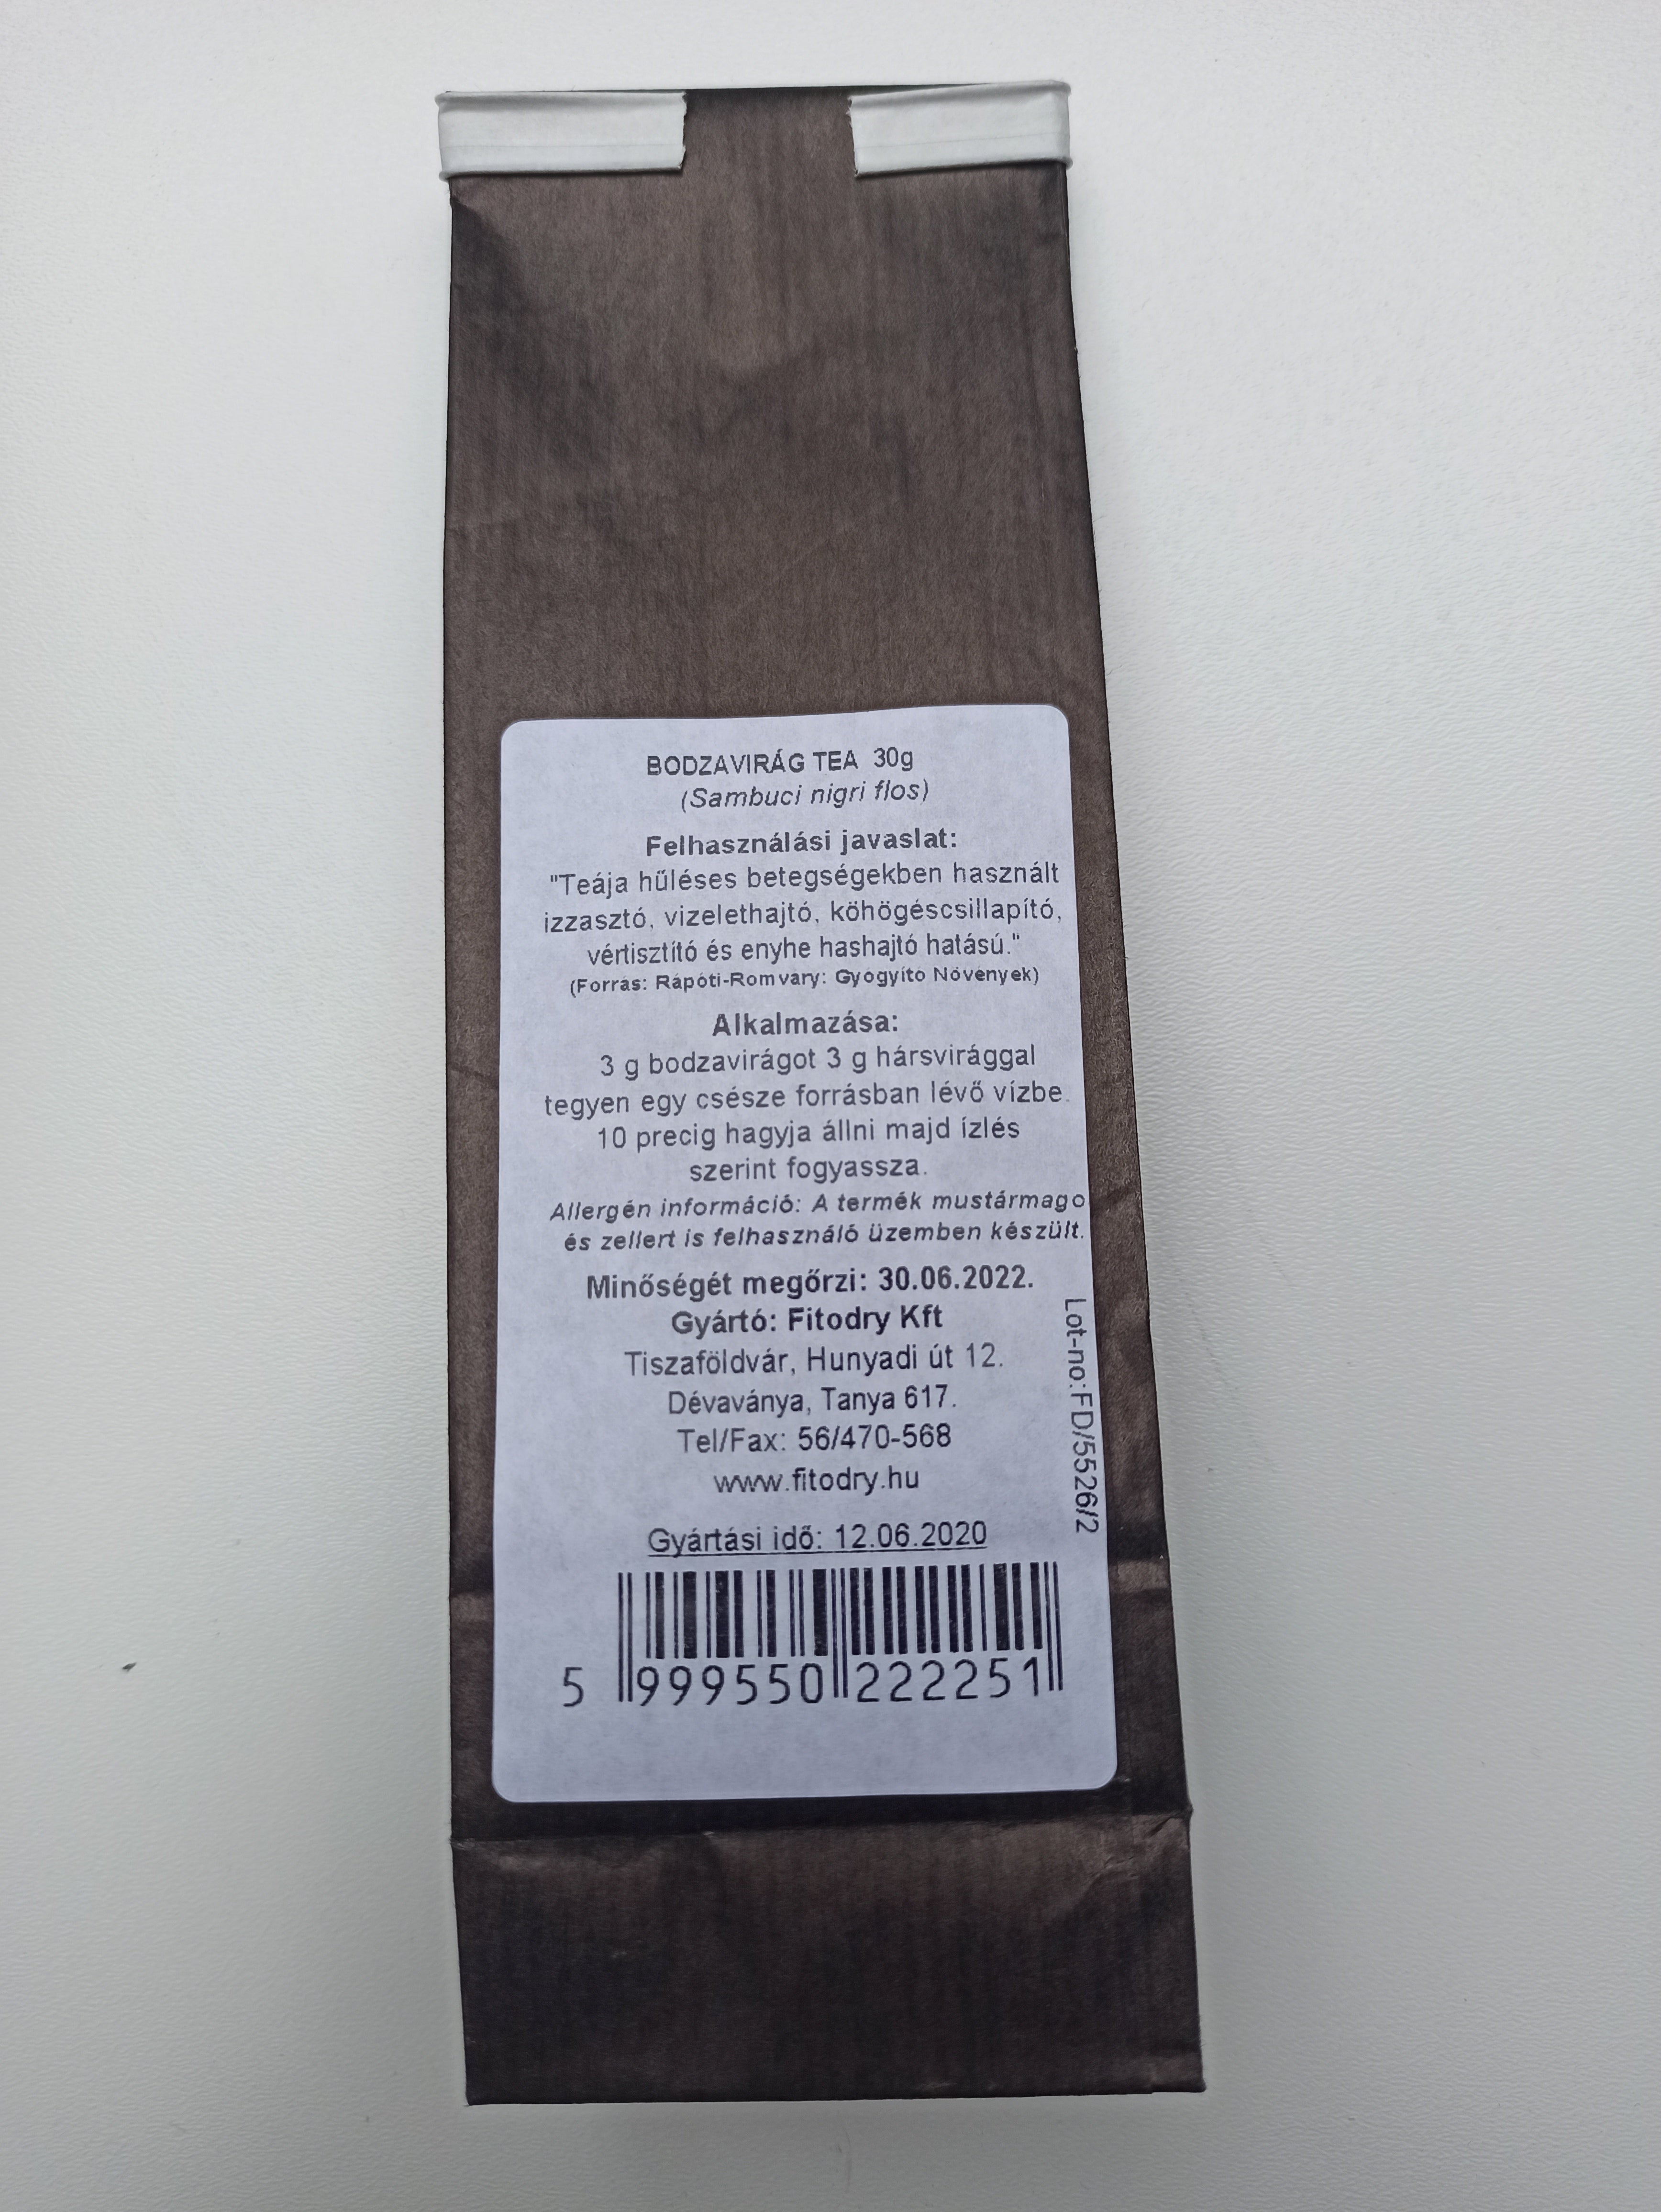 BODZAVIRÁG TEA 30g
(Sambuci nigri flos)
Felhasználási javaslat:
"Teája hűléses betegségekben használt
izzasztó, vizelethajtó, köhögéscsillapító,
vértisztító és enyhe hashajtó hatású."
(Forrás: Rápóti-Romváry: Gyógyító Növények)
Alkalmazása:
3 g bodzavirágot 3 g hársvirággal
tegyen egy csésze forrásban lévő vízbe.
10 precig hagyja állni majd ízlés
szerint fogyassza.
Allergén információ: A termék mustármago
és zellert is felhasználó üzemben készült.
Minőségét megőrzi: 30.06.2022.
Gyártó: Fitodry Kft
Tiszaföldvár, Hunyadi út 12.
Dévaványa, Tanya 617.
Tel/Fax: 56/470-568
www.fitodry.hu
Lot-no:FD/5526/2
Gyártási idő: 12.06.2020
5 999550 222251